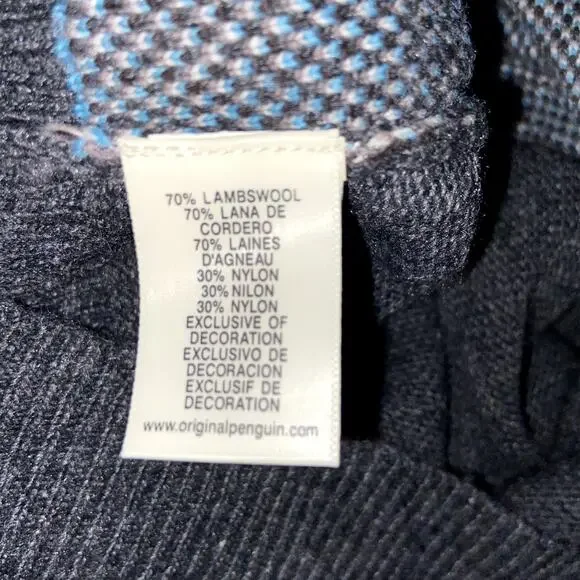 70% LAMBSWOOL
70% LANA DE
CORDERO
70% LAINES
D'AGNEAU
30% NYLON
30% NILON
30% NYLON
EXCLUSIVE OF
DECORATION
EXCLUSIVO DE
DECORACION
EXCLUSIF DE
DECORATION
www.originalpenguin.com